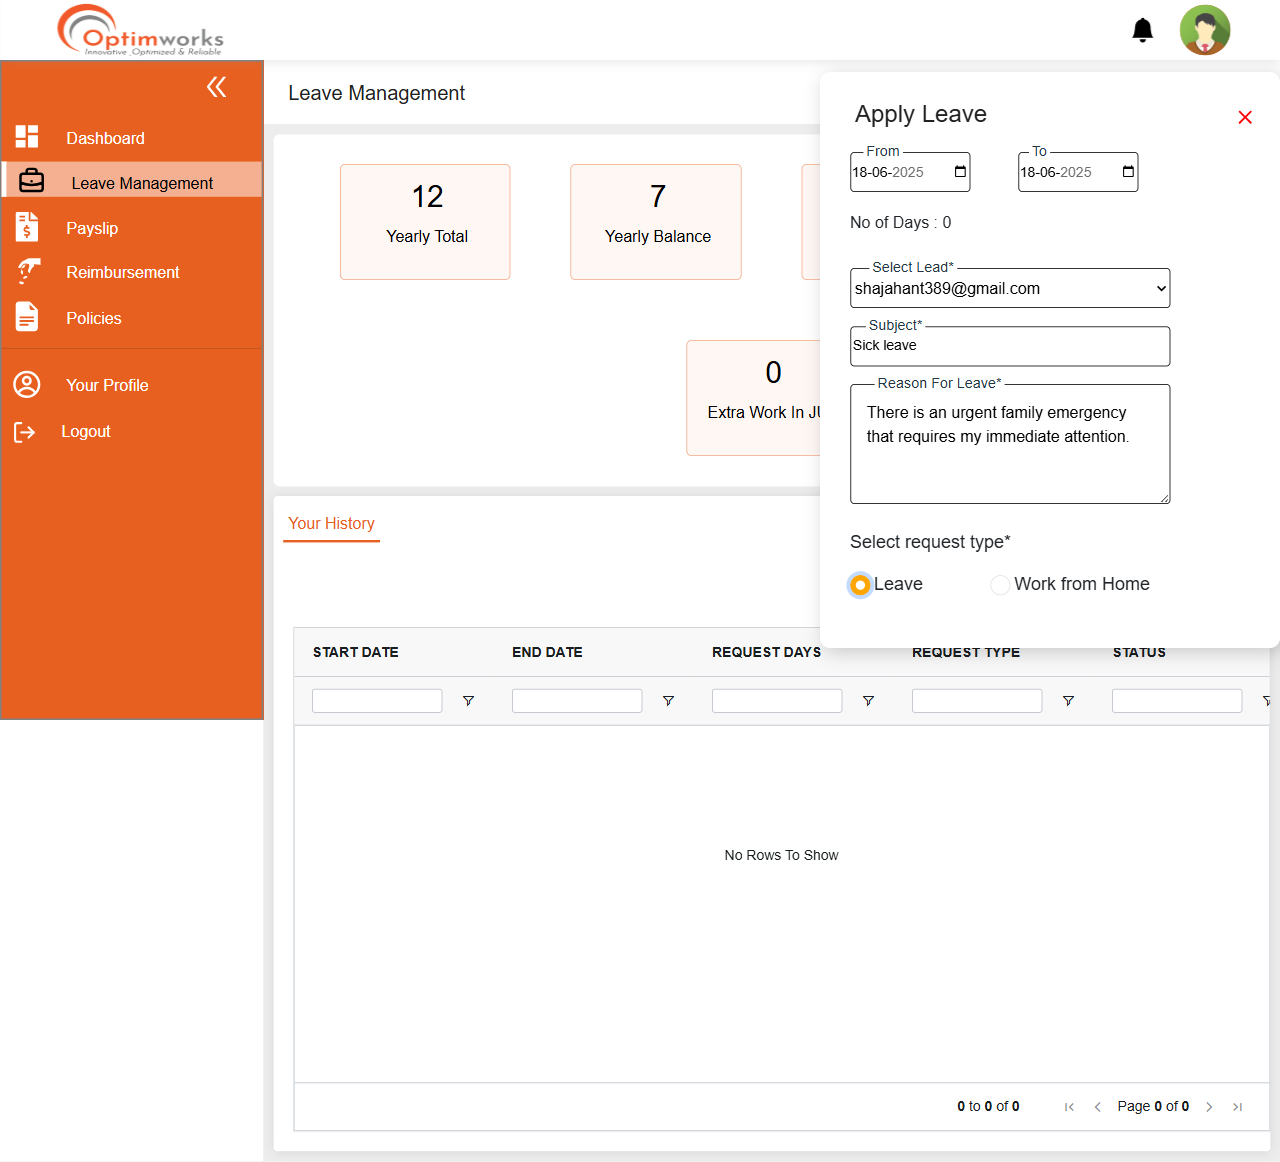 Optimworks
Innovative ,Optimized & Reliable
Dashboard
Leave Management
Payslip
Reimbursement
Policies
Your Profile
Logout
Leave Management
12
Yearly Total
7
Yearly Balance
0
Extra Work In JU
Apply Leave
From
To
18-06-2025
18-06-2025
No of Days : 0
Select Lead*
shajahant389@gmail.com
Subject*
Sick leave
Reason For Leave*
There is an urgent family emergency
that requires my immediate attention.
Select request type*
Leave
Work from Home
Your History
START DATE
END DATE
REQUEST DAYS
REQUEST TYPE
STATUS
No Rows To Show
0 to 0 of 0
Page 0 of 0